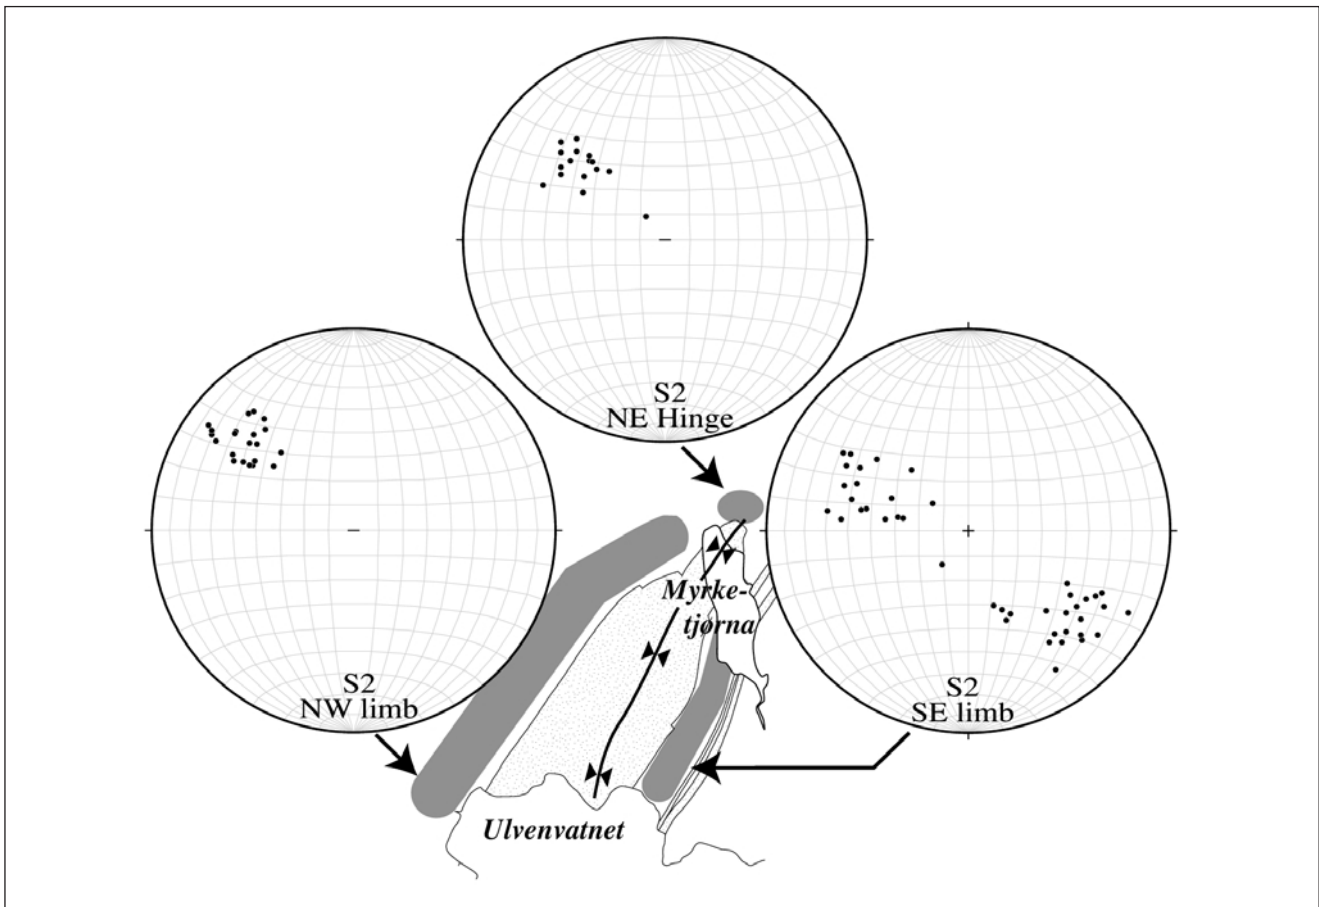 S2
NE Hinge
S2
NW limb
S2
SE limb
Myrke-
tjørna
Ulvenvatnet